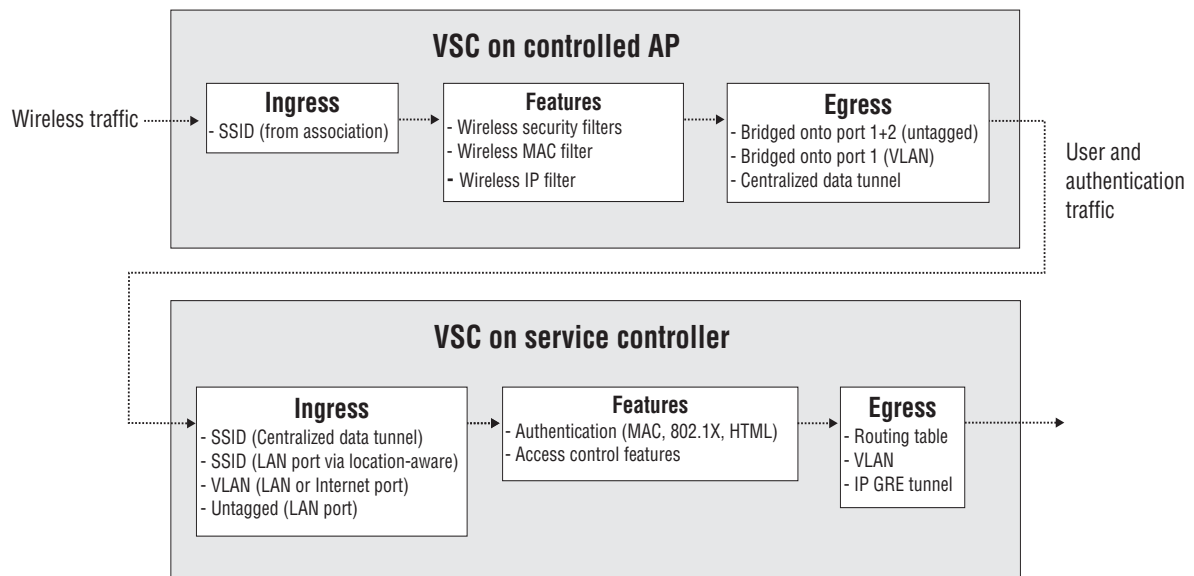 VSC on controlled AP
Wireless traffic
Ingress
- SSID (from association)
Features
- Wireless security filters
- Wireless MAC filter
- Wireless IP filter
Egress
- Bridged onto port 1+2 (untagged)
- Bridged onto port 1 (VLAN)
- Centralized data tunnel
User and
authentication
traffic
VSC on service controller
Ingress
- SSID (Centralized data tunnel)
- SSID (LAN port via location-aware)
- VLAN (LAN or Internet port)
- Untagged (LAN port)
Features
- Authentication (MAC, 802.1X, HTML)
- Access control features
Egress
- Routing table
- VLAN
- IP GRE tunnel